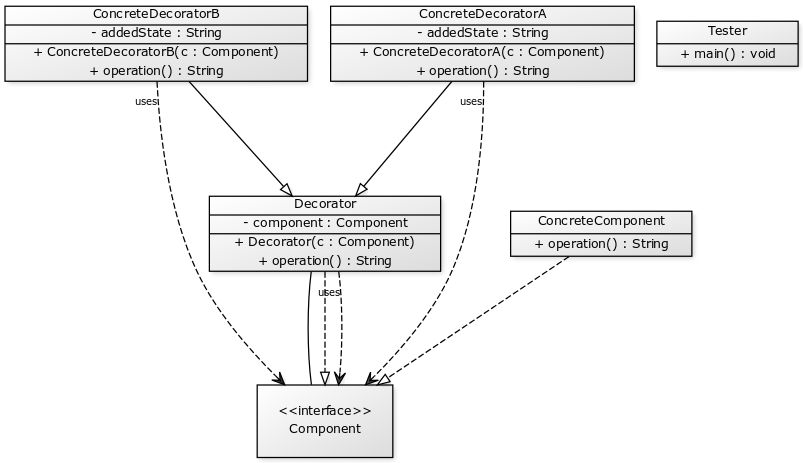 ConcreteDecoratorB
- addedState : String
+ ConcreteDecoratorB(c : Component)
+ operation() : String
ConcreteDecoratorA
- addedState : String
+ ConcreteDecoratorA(c : Component)
+ operation() : String
Tester
+ main() : void
uses
uses
Decorator
- component : Component
+ Decorator(c : Component)
+ operation() : String
ConcreteComponent
+ operation() : String
uses
<<interface>>
Component